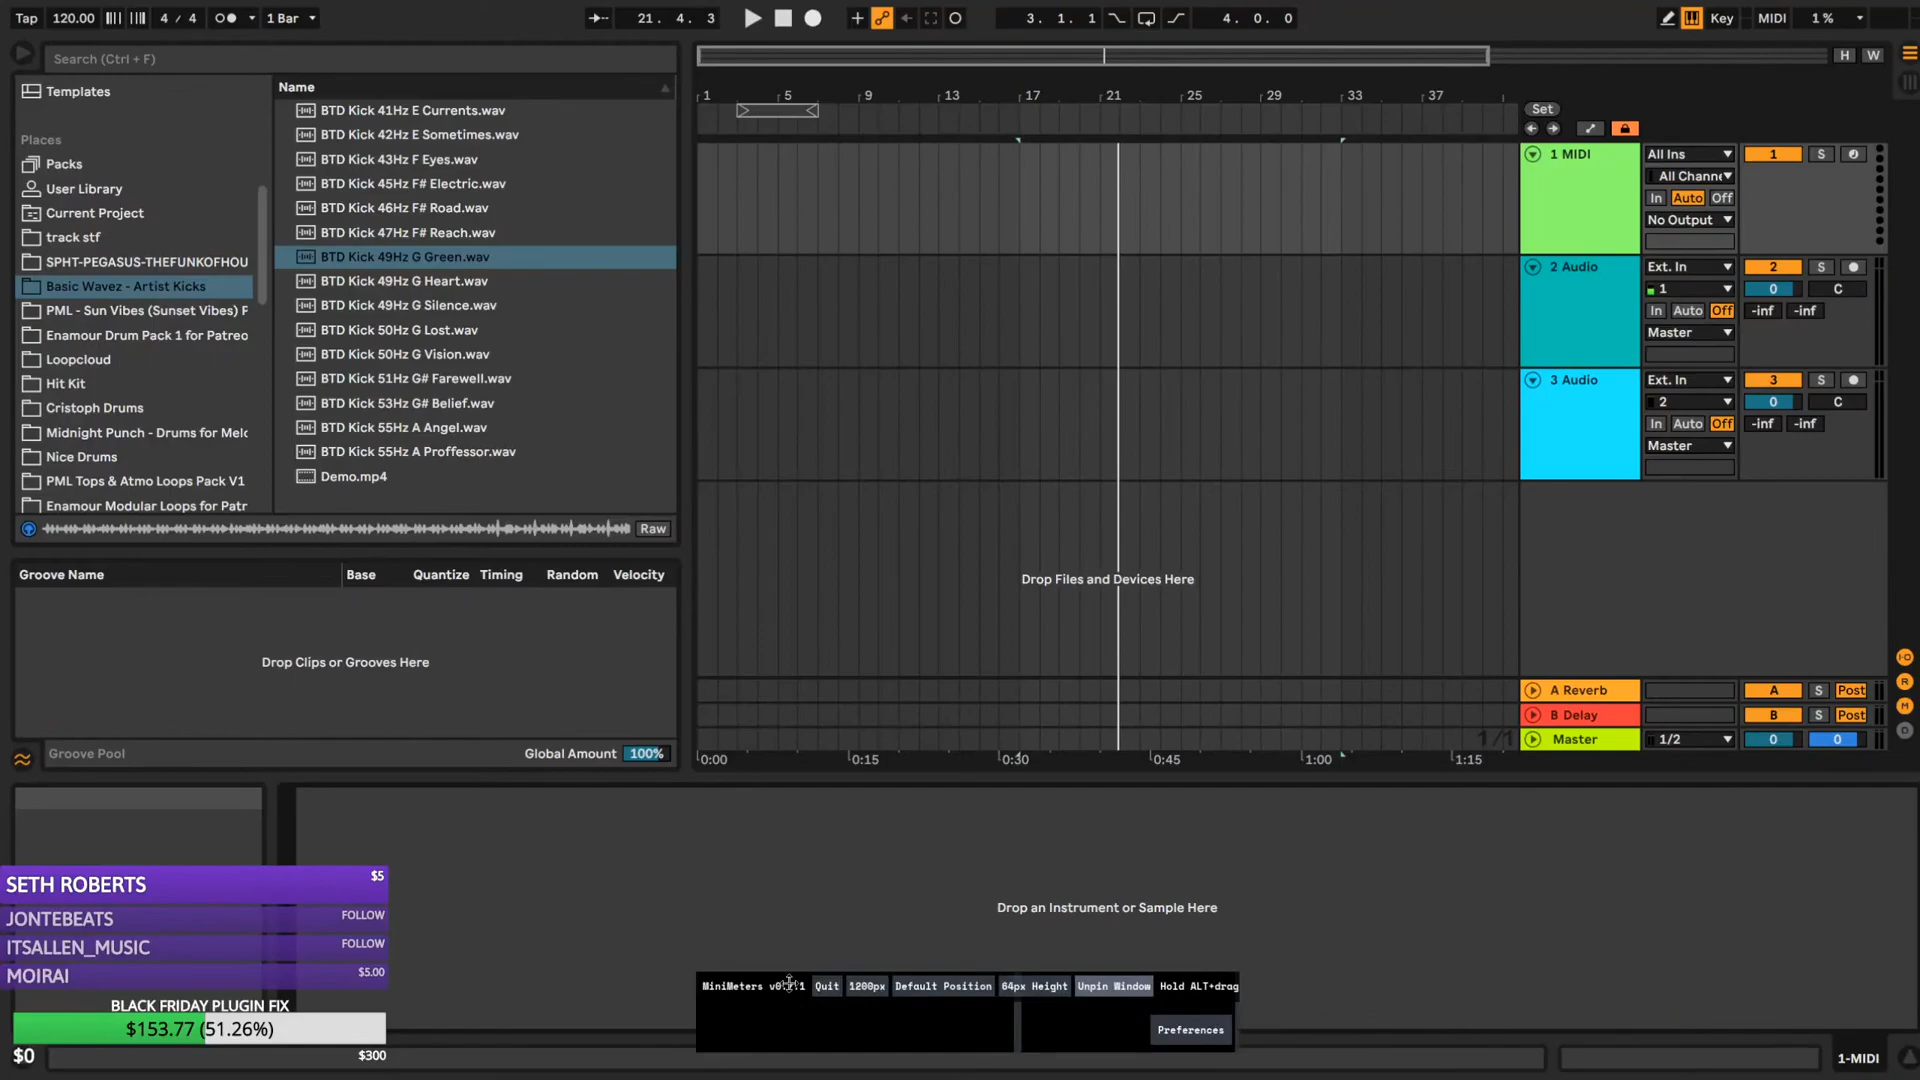 Tap 120.00 4 / 4 1 Bar 21. 4. 3 3. 1. 1 4. 0. 0 Key MIDI 1 %
Search (Ctrl + F)
H W
Templates
Places
Packs
User Library
Current Project
track stf
SPHT-PEGASUS-THEFUNKOFHOU
Basic Wavez - Artist Kicks
PML - Sun Vibes (Sunset Vibes) P
Enamour Drum Pack 1 for Patreo
Loopcloud
Hit Kit
Cristoph Drums
Midnight Punch - Drums for Melo
Nice Drums
PML Tops & Atmo Loops Pack V1
Enamour Modular Loops for Patr
Name
BTD Kick 41Hz E Currents.wav
BTD Kick 42Hz E Sometimes.wav
BTD Kick 43Hz F Eyes.wav
BTD Kick 45Hz F# Electric.wav
BTD Kick 46Hz F# Road.wav
BTD Kick 47Hz F# Reach.wav
BTD Kick 49Hz G Green.wav
BTD Kick 49Hz G Heart.wav
BTD Kick 49Hz G Silence.wav
BTD Kick 50Hz G Lost.wav
BTD Kick 50Hz G Vision.wav
BTD Kick 51Hz G# Farewell.wav
BTD Kick 53Hz G# Belief.wav
BTD Kick 55Hz A Angel.wav
BTD Kick 55Hz A Proffessor.wav
Demo.mp4
Raw
Groove Name Base Quantize Timing Random Velocity
Drop Clips or Grooves Here
Groove Pool Global Amount 100%
1 5 9 13 17 21 25 29 33 37
Set
1 MIDI All Ins 1 S
All Channe
In Auto Off
No Output
2 Audio Ext. In 2 S
1 0 C
In Auto Off -inf -inf
Master
3 Audio Ext. In 3 S
2 0 C
In Auto Off -inf -inf
Master
Drop Files and Devices Here
A Reverb A S Post
B Delay B S Post
1/1 Master 1/2 0 0
0:00 0:15 0:30 0:45 1:00 1:15
Drop an Instrument or Sample Here
SETH ROBERTS $5
JONTEBEATS FOLLOW
ITSALLEN_MUSIC FOLLOW
MOIRAI $5.00
BLACK FRIDAY PLUGIN FIX
$153.77 (51.26%)
$0 $300
MiniMeters Quit 1200px Default Position 64px Height Unpin Window Hold ALT+drag
Preferences
1-MIDI